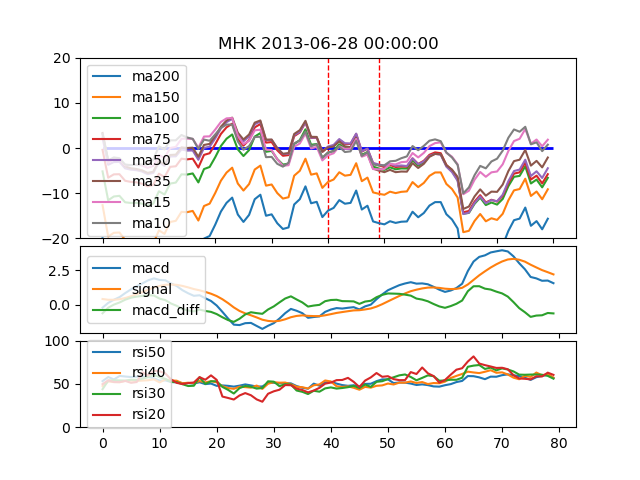 MHK 2013-06-28 00:00:00
20
10
0
−10
−20
ma200
ma150
ma100
ma75
ma50
ma35
ma15
ma10
2.5
0.0
macd
signal
macd_diff
100
50
0
rsi50
rsi40
rsi30
rsi20
0 10 20 30 40 50 60 70 80